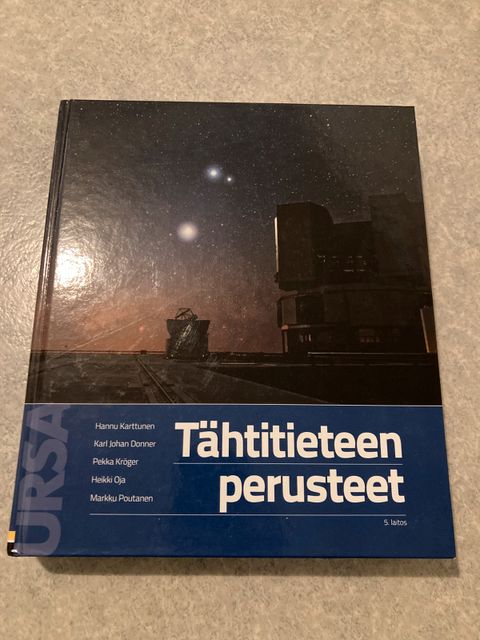 URSA
Hannu Karttunen
Karl Johan Donner
Pekka Kröger
Heikki Oja
Markku Poutanen
Tähtitieteen
perusteet
5. laitos